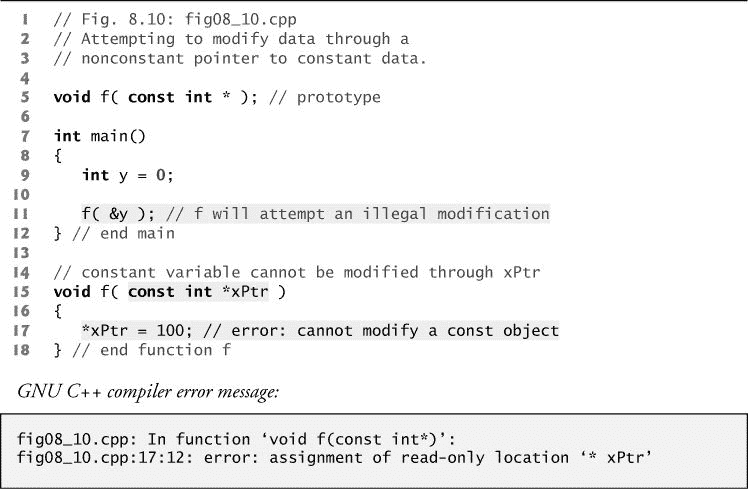 1 // Fig. 8.10: fig08_10.cpp
2 // Attempting to modify data through a
3 // nonconstant pointer to constant data.
4
5 void f( const int * ); // prototype
6
7 int main()
8 {
9 int y = 0;
10
11 f( &y ); // f will attempt an illegal modification
12 } // end main
13
14 // constant variable cannot be modified through xPtr
15 void f( const int *xPtr )
16 {
17 *xPtr = 100; // error: cannot modify a const object
18 } // end function f
GNU C++ compiler error message:
fig08_10.cpp: In function ‘void f(const int*)’:
fig08_10.cpp:17:12: error: assignment of read-only location ‘* xPtr’